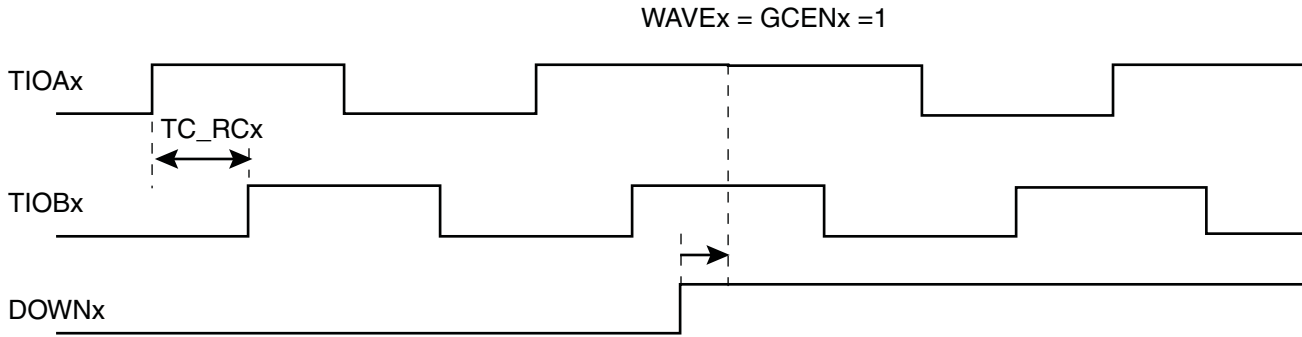 WAVEx = GCENx =1
TIOAx
TC_RCx
TIOBx
DOWNx